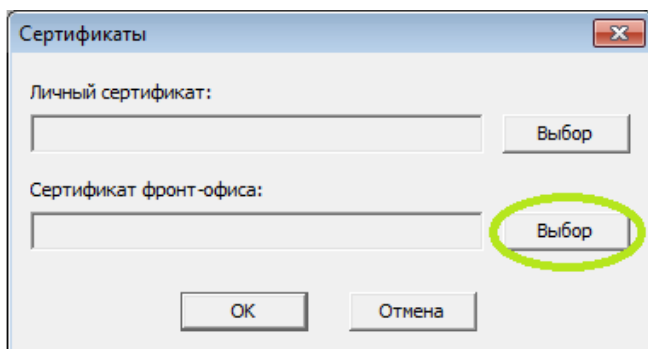 Сертификаты
Личный сертификат:
Выбор
Сертификат фронт-офиса:
Выбор
OK
Отмена